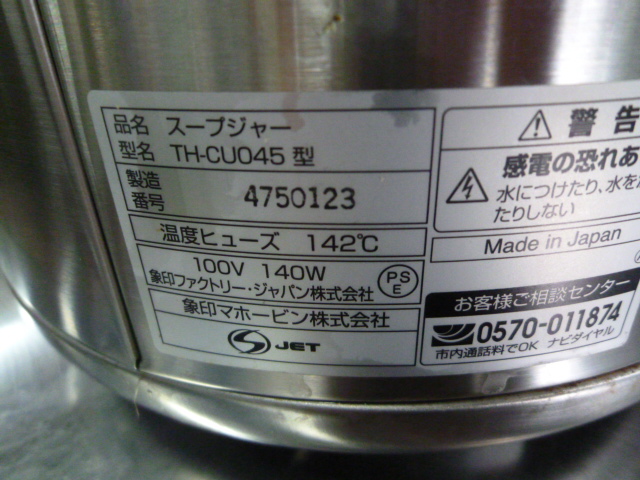 品名 スープジャー
型名 TH-CU045 型
製造番号 4750123
温度ヒューズ 142℃
100V 140W
象印ファクトリー・ジャパン株式会社
PSE
象印マホービン株式会社
S JET
警告
感電の恐れあ
水につけたり、水を
たりしない
Made in Japan
お客様ご相談センター
0570-011874
市内通話料でOK ナビダイヤル